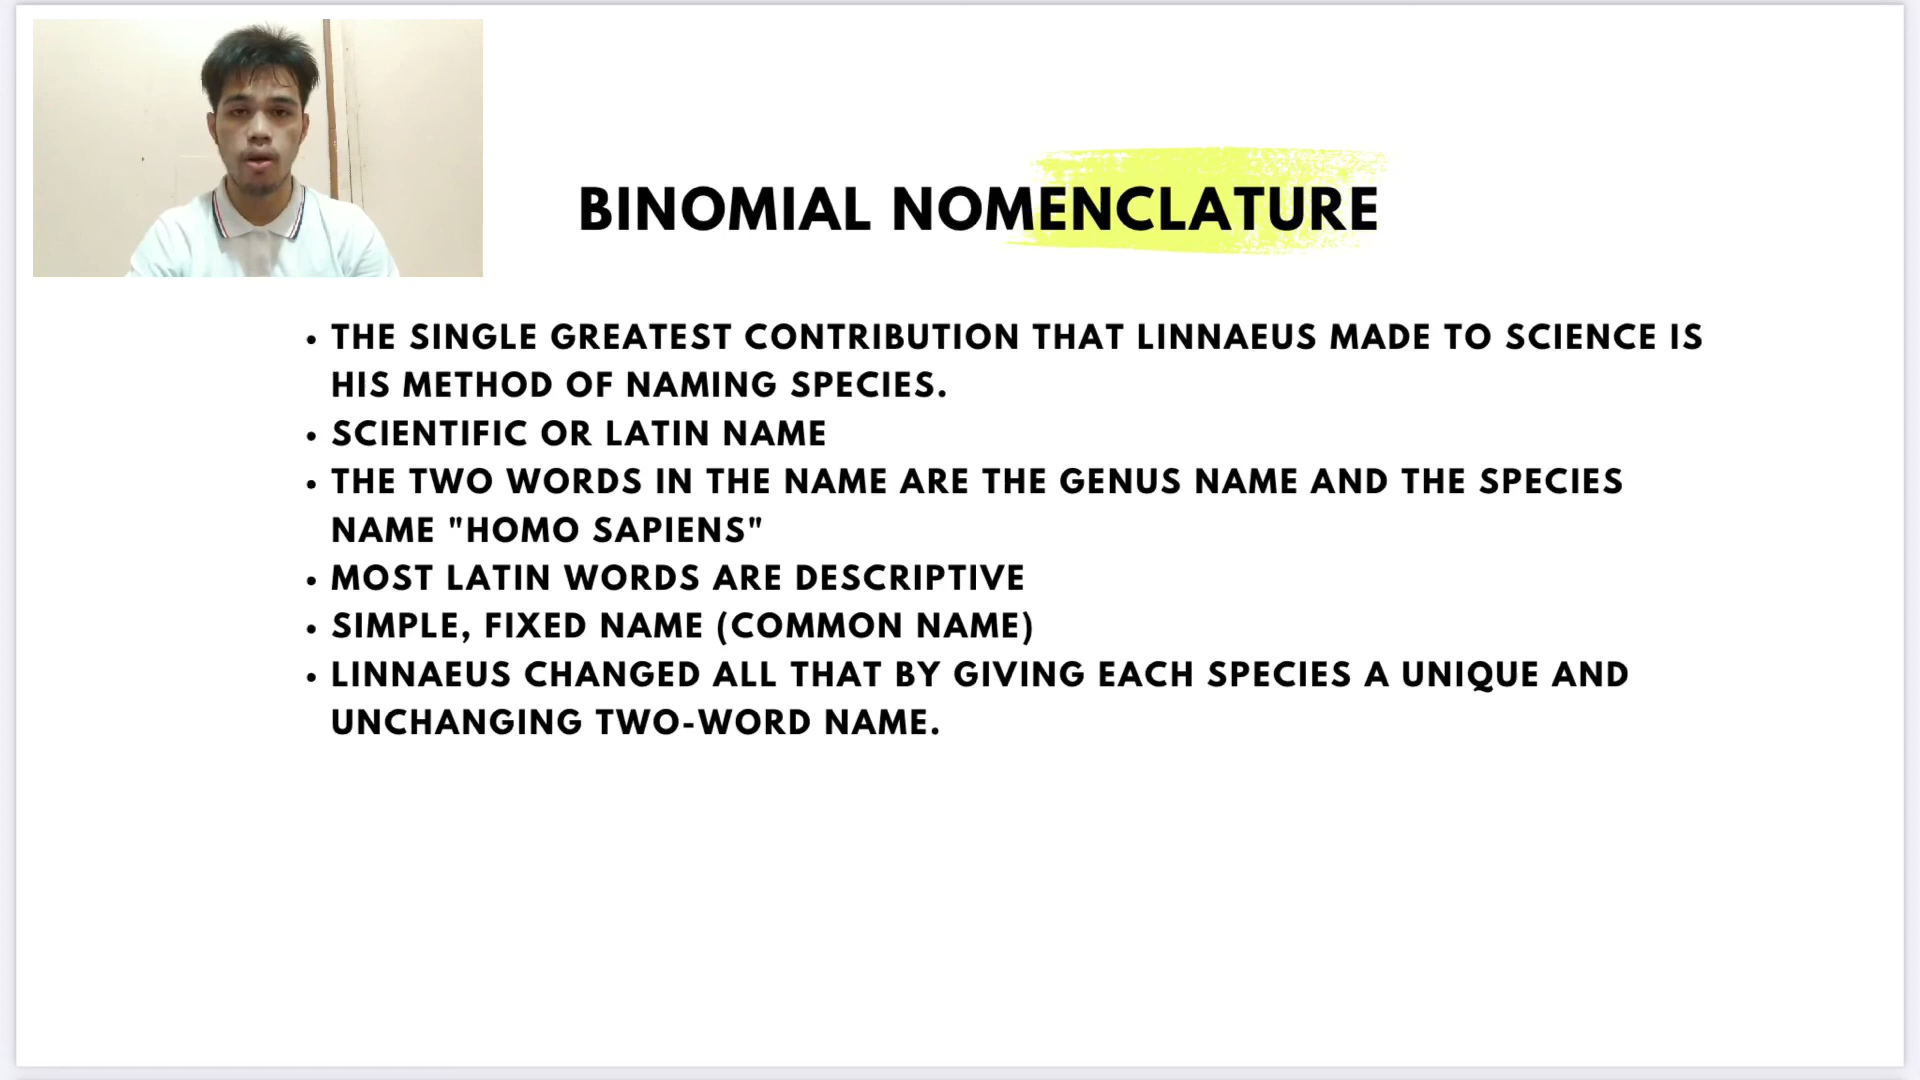 BINOMIAL NOMENCLATURE
• THE SINGLE GREATEST CONTRIBUTION THAT LINNAEUS MADE TO SCIENCE IS
HIS METHOD OF NAMING SPECIES.
• SCIENTIFIC OR LATIN NAME
• THE TWO WORDS IN THE NAME ARE THE GENUS NAME AND THE SPECIES
NAME "HOMO SAPIENS"
• MOST LATIN WORDS ARE DESCRIPTIVE
• SIMPLE, FIXED NAME (COMMON NAME)
• LINNAEUS CHANGED ALL THAT BY GIVING EACH SPECIES A UNIQUE AND
UNCHANGING TWO-WORD NAME.